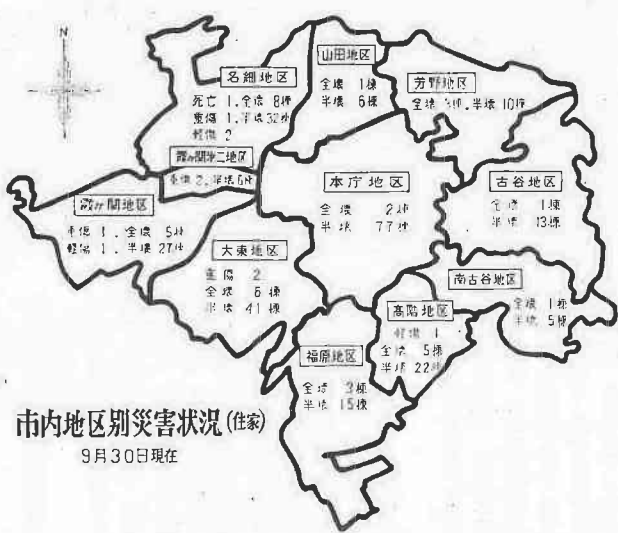 N
名細地区
死亡 1.全壊 8棟
重傷 1.半壊32棟
軽傷 2
山田地区
全壊 1棟
半壊 6棟
芳野地区
全壊 棟.半壊 10棟
霞ヶ関第二地区
重傷 2.半壊6棟
霞ヶ関地区
重傷 1.全壊 5棟
軽傷 1.半壊 27棟
本庁地区
全壊 2棟
半壊 77棟
古谷地区
全壊 1棟
半壊 13棟
大東地区
重傷 2
全壊 6棟
半壊 41棟
南古谷地区
全壊 1棟
半壊 5棟
高階地区
軽傷 1
全壊 5棟
半壊 22棟
福原地区
全壊 3棟
半壊 15棟
市内地区別災害状況(住家)
9月30日現在